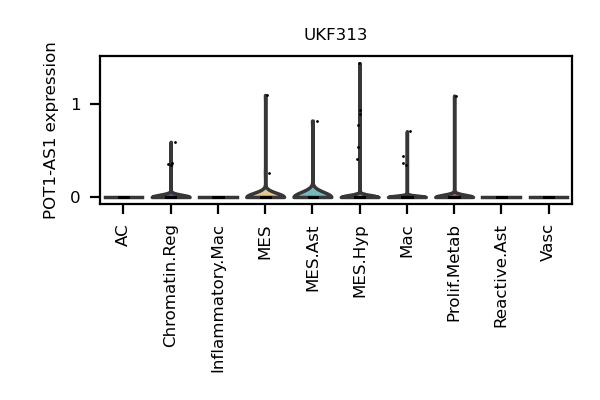 UKF313
POT1-AS1 expression
1
0
AC
Chromatin.Reg
Inflammatory.Mac
MES
MES.Ast
MES.Hyp
Mac
Prolif.Metab
Reactive.Ast
Vasc